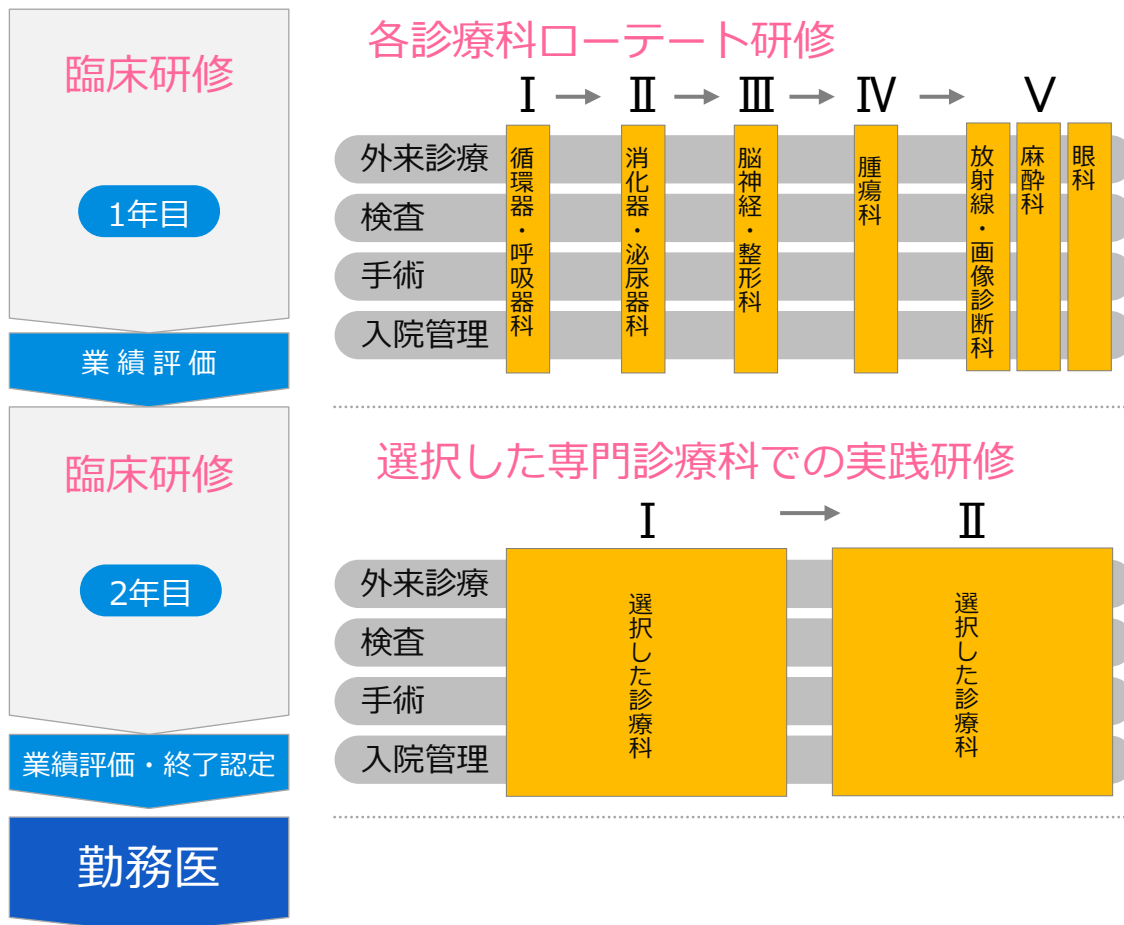 臨床研修
1年目
業績評価
各診療科ローテート研修
Ⅰ → Ⅱ → Ⅲ → Ⅳ → Ⅴ
外来診療
検査
手術
入院管理
循環器・呼吸器科
消化器・泌尿器科
脳神経・整形科
腫瘍科
放射線・画像診断科
麻酔科
眼科
臨床研修
2年目
業績評価・終了認定
選択した専門診療科での実践研修
Ⅰ → Ⅱ
外来診療
検査
手術
入院管理
選択した診療科
選択した診療科
勤務医